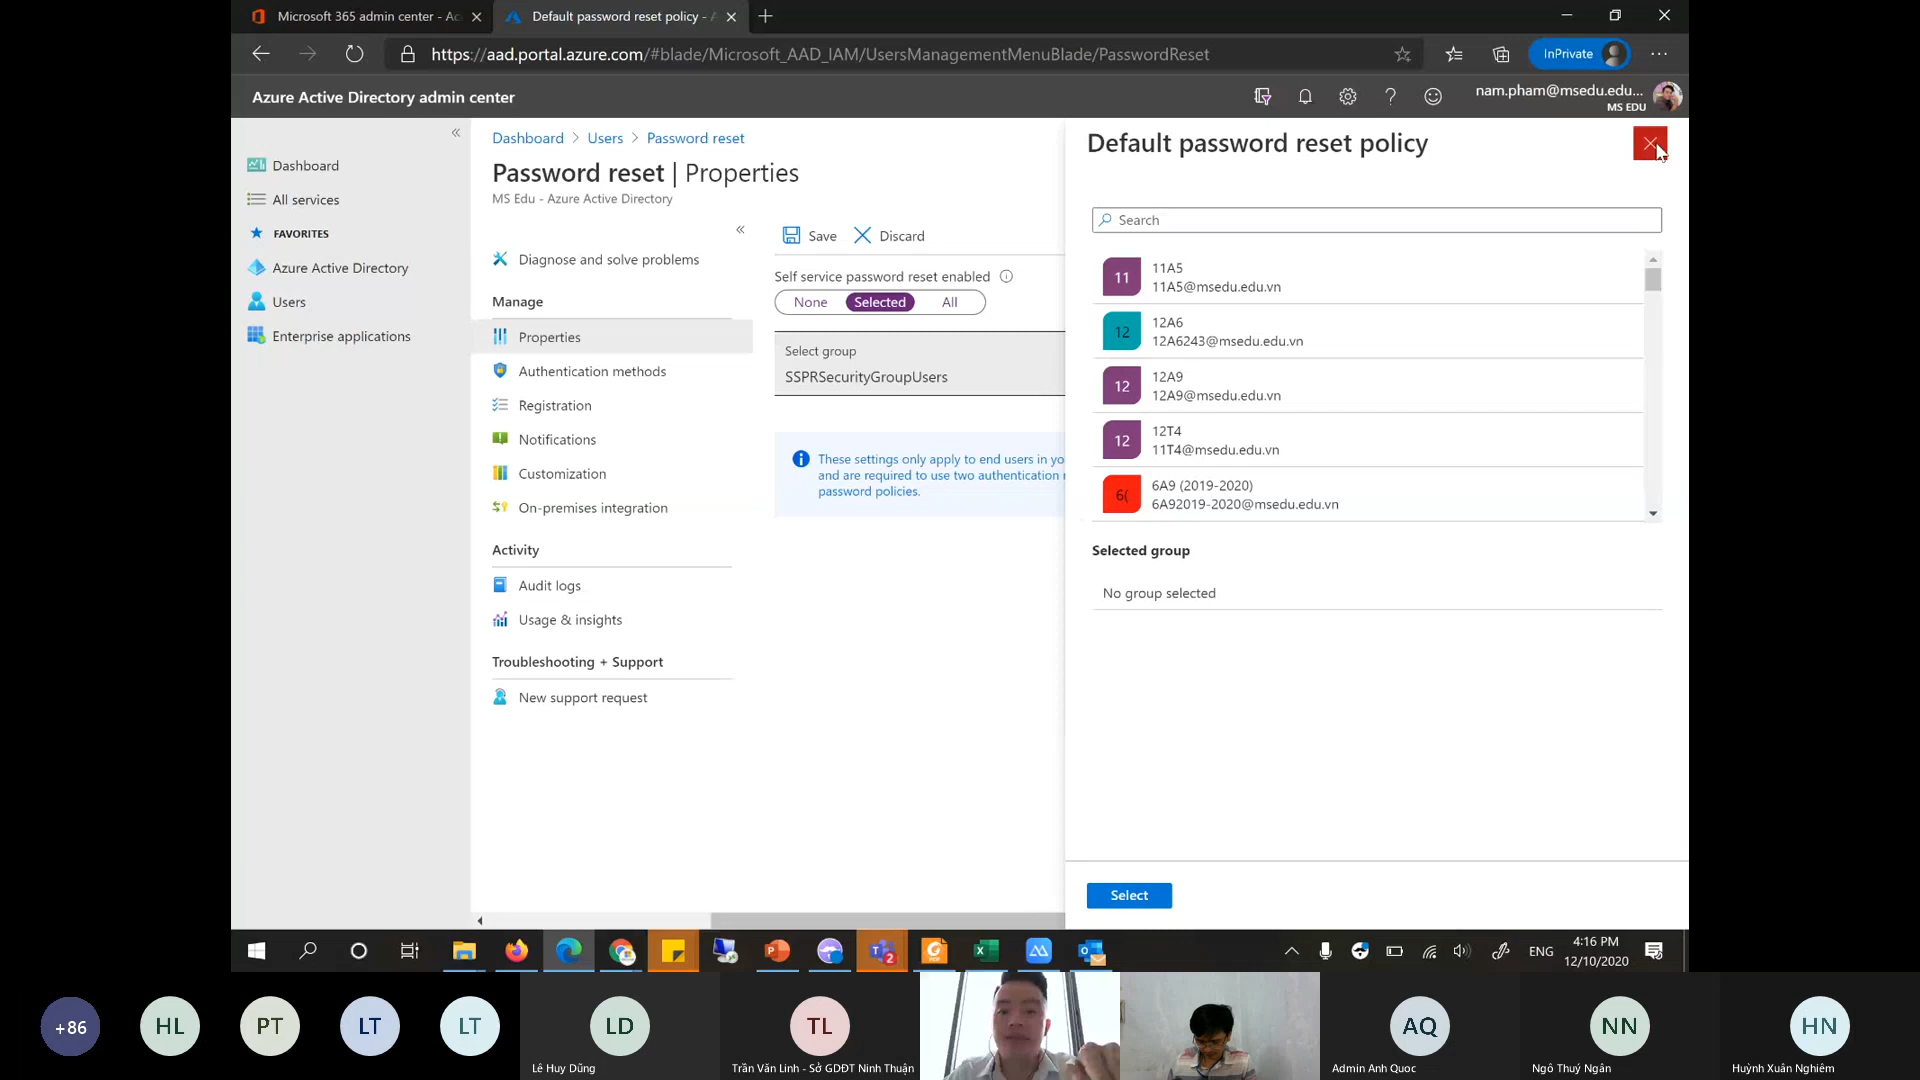 Microsoft 365 admin center - Ac
Default password reset policy - A
https://aad.portal.azure.com/#blade/Microsoft_AAD_IAM/UsersManagementMenuBlade/PasswordReset
InPrivate
Azure Active Directory admin center
nam.pham@msedu.edu...
MS EDU
Dashboard
All services
FAVORITES
Azure Active Directory
Users
Enterprise applications
Dashboard > Users > Password reset
Password reset | Properties
MS Edu - Azure Active Directory
Diagnose and solve problems
Manage
Properties
Authentication methods
Registration
Notifications
Customization
On-premises integration
Activity
Audit logs
Usage & insights
Troubleshooting + Support
New support request
Save
Discard
Self service password reset enabled
None
Selected
All
Select group
SSPRSecurityGroupUsers
These settings only apply to end users in yo
and are required to use two authentication
password policies.
Default password reset policy
Search
11
11A5
11A5@msedu.edu.vn
12
12A6
12A6243@msedu.edu.vn
12
12A9
12A9@msedu.edu.vn
12
12T4
11T4@msedu.edu.vn
6(
6A9 (2019-2020)
6A92019-2020@msedu.edu.vn
Selected group
No group selected
Select
2
ENG
4:16 PM
12/10/2020
+86
HL
PT
LT
LT
LD
Lê Huy Dũng
TL
Trần Văn Linh - Sở GDĐT Ninh Thuận
AQ
Admin Anh Quoc
NN
Ngô Thuý Ngân
HN
Huỳnh Xuân Nghiêm